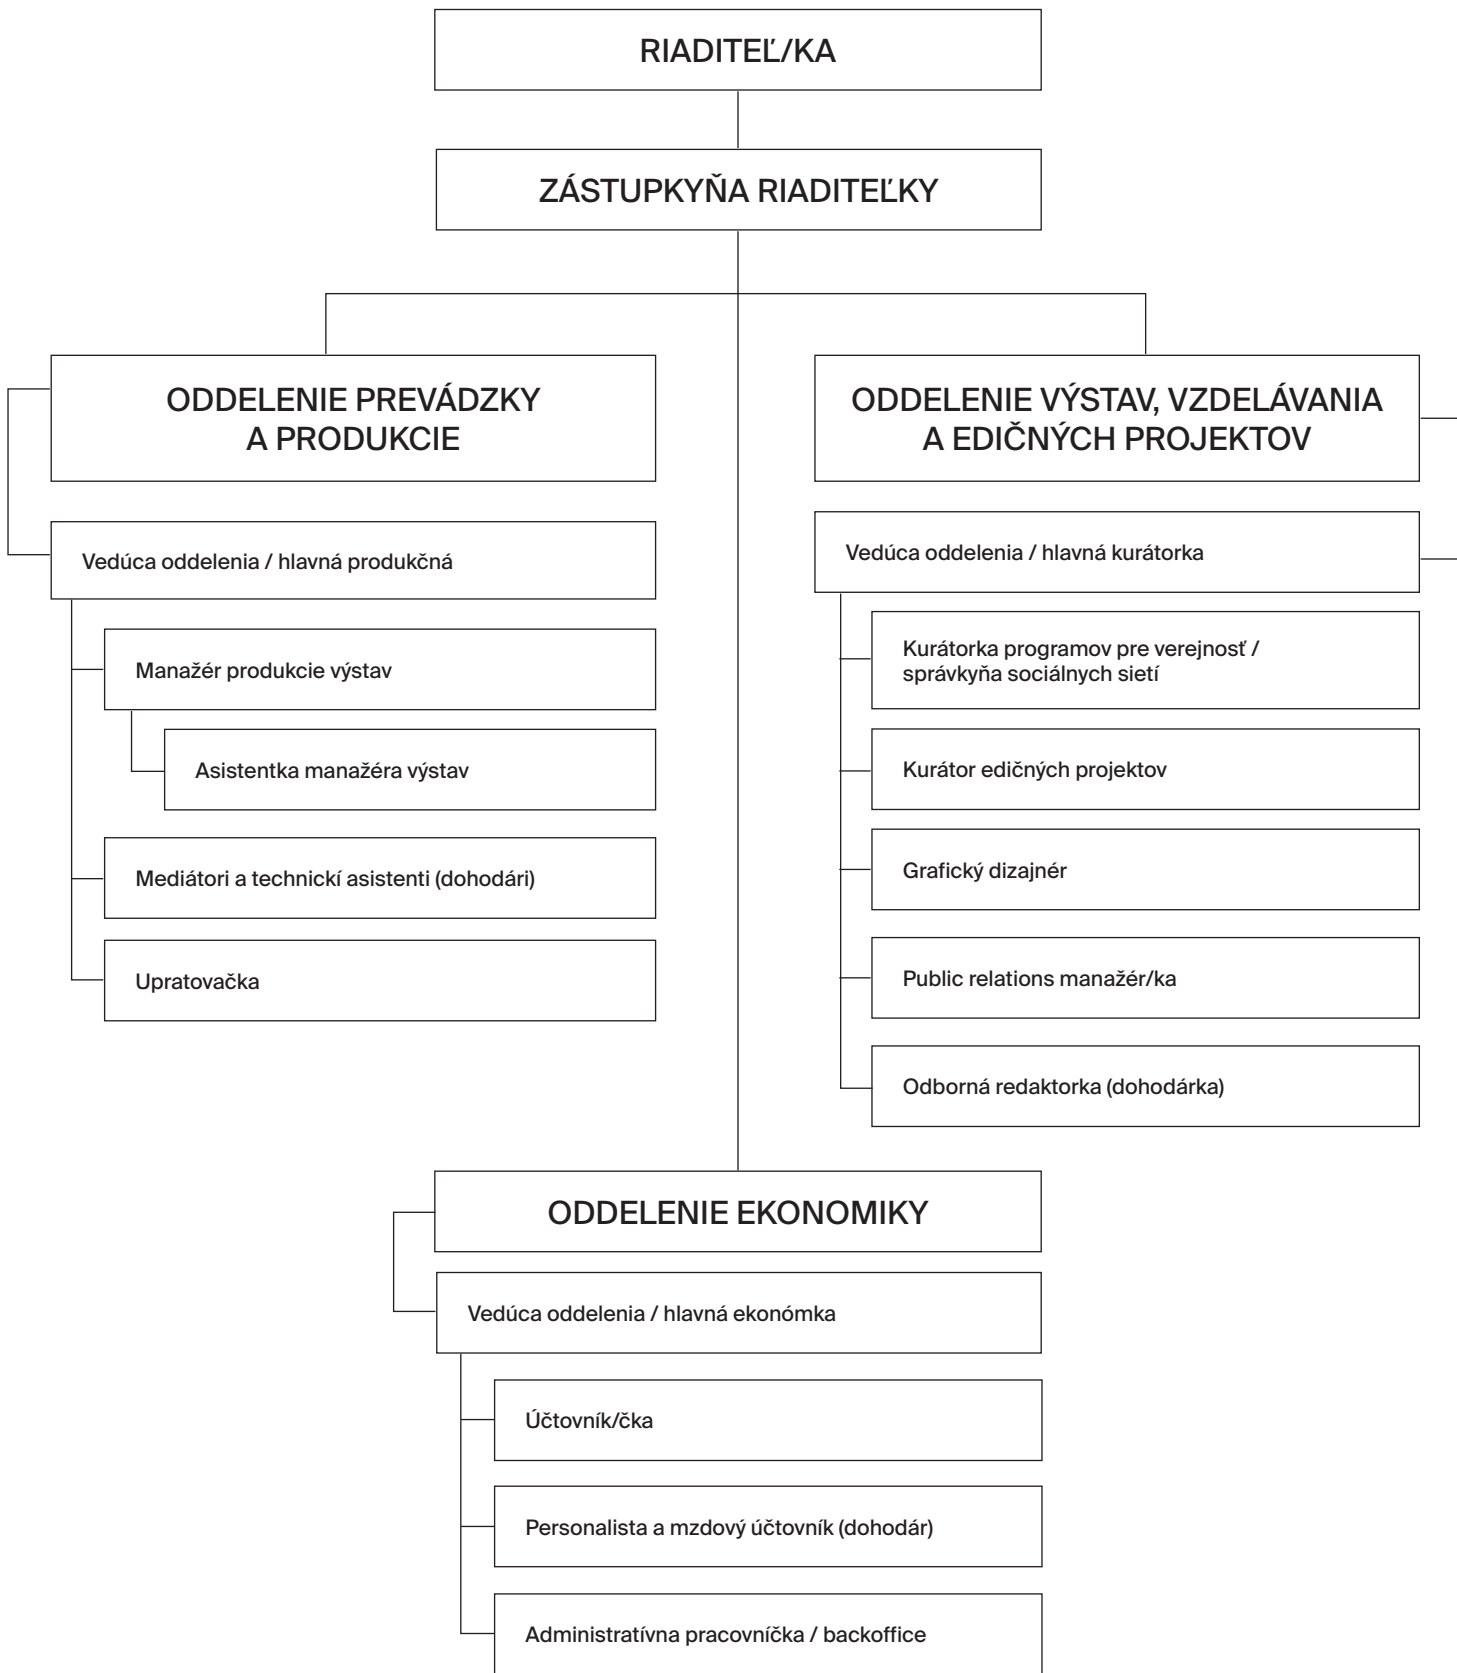 RIADITEĽ/KA
ZÁSTUPKYŇA RIADITEĽKY
ODDELENIE PREVÁDZKY
A PRODUKCIE
Vedúca oddelenia / hlavná produkčná
Manažér produkcie výstav
Asistentka manažéra výstav
Mediátori a technickí asistenti (dohodári)
Upratovačka
ODDELENIE VÝSTAV, VZDELÁVANIA
A EDIČNÝCH PROJEKTOV
Vedúca oddelenia / hlavná kurátorka
Kurátorka programov pre verejnosť /
správkyňa sociálnych sietí
Kurátor edičných projektov
Grafický dizajnér
Public relations manažér/ka
Odborná redaktorka (dohodárka)
ODDELENIE EKONOMIKY
Vedúca oddelenia / hlavná ekonómka
Účtovník/čka
Personalista a mzdový účtovník (dohodár)
Administratívna pracovníčka / backoffice